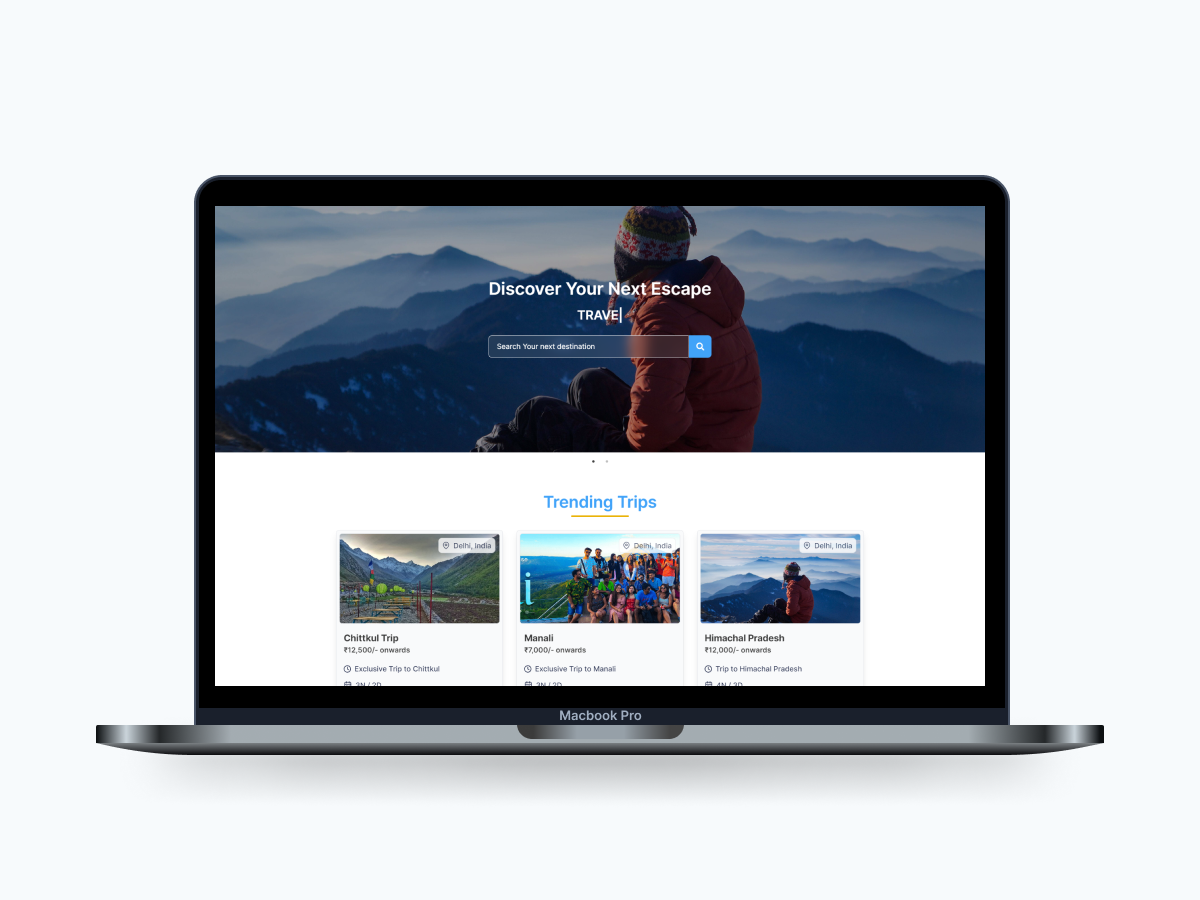 Discover Your Next Escape
TRAVE|
Search Your next destination
Trending Trips
Delhi, India
Delhi, India
Delhi, India
Chittkul Trip
₹12,500/- onwards
Exclusive Trip to Chittkul
3N / 2D
Manali
₹7,000/- onwards
Exclusive Trip to Manali
3N / 2D
Himachal Pradesh
₹12,000/- onwards
Trip to Himachal Pradesh
4N / 3D
Macbook Pro